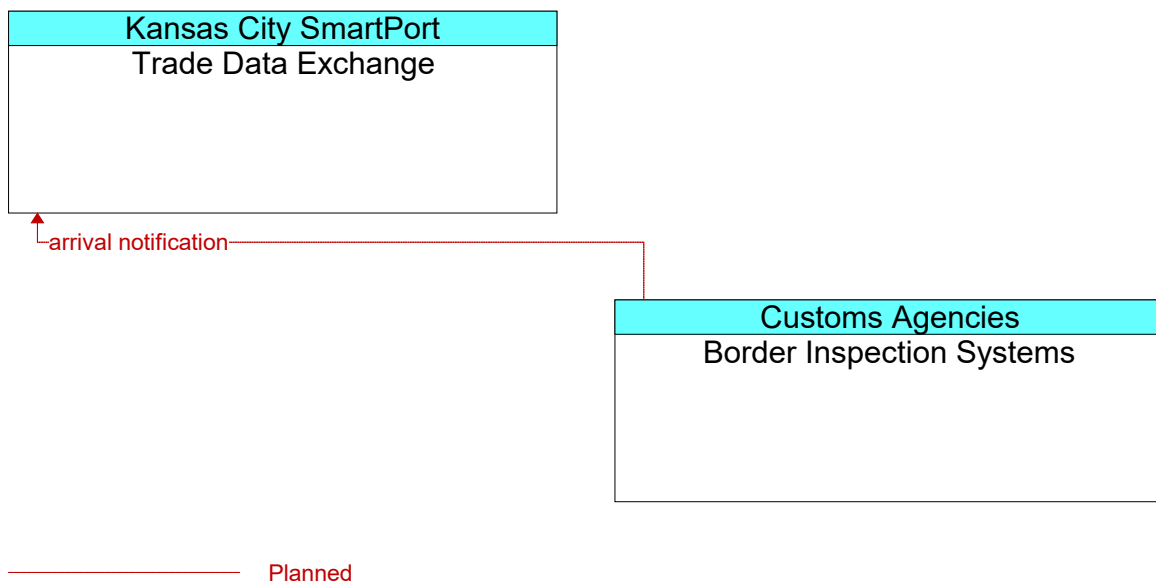 Kansas City SmartPort
Trade Data Exchange
arrival notification
Customs Agencies
Border Inspection Systems
Planned